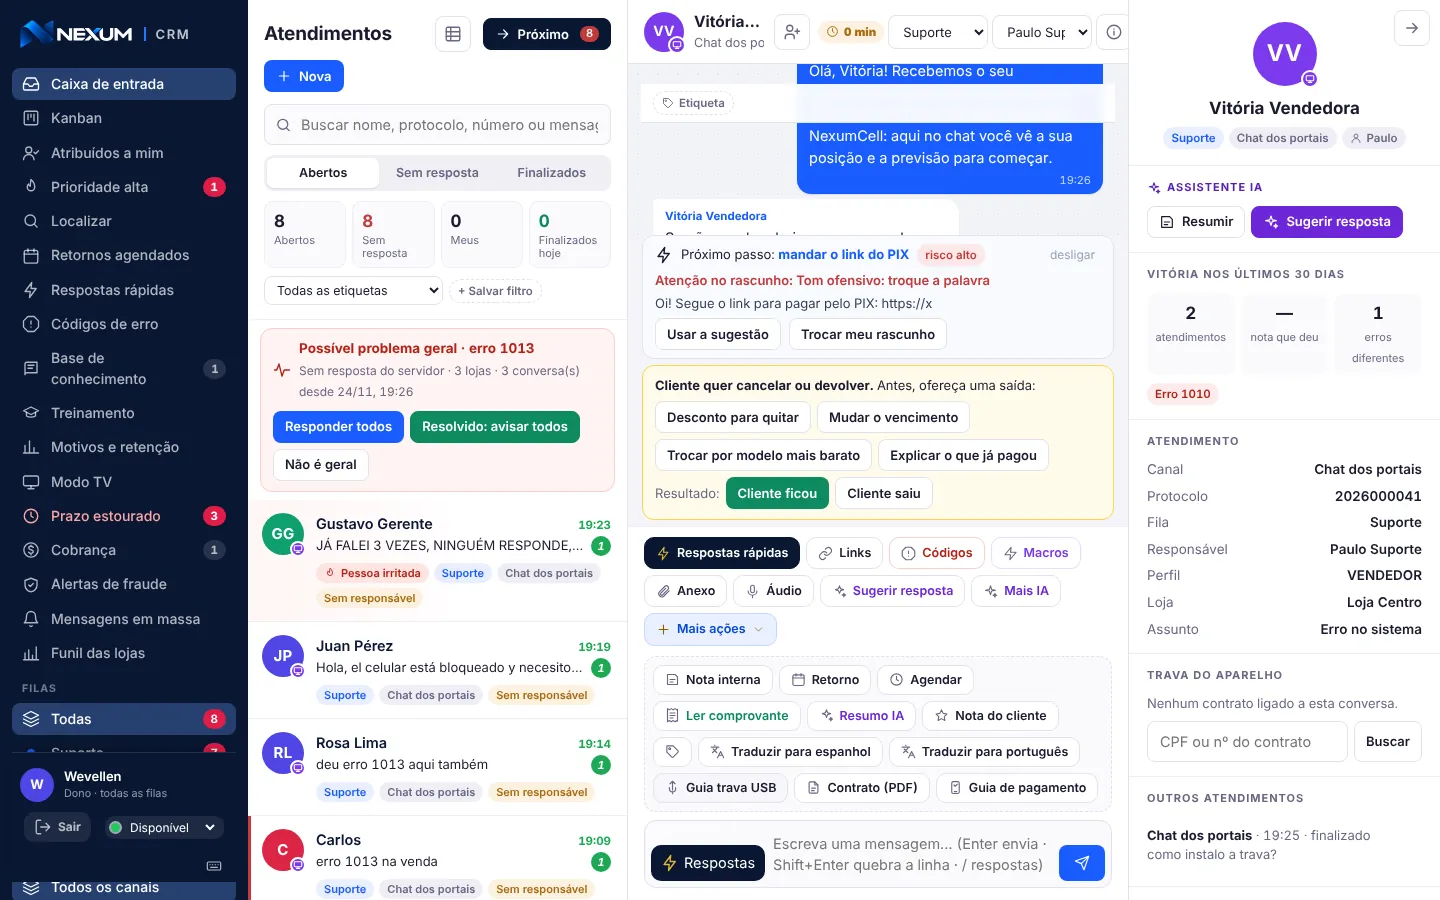 NEXUM | CRM
Caixa de entrada
Kanban
Atribuídos a mim
Prioridade alta 1
Localizar
Retornos agendados
Respostas rápidas
Códigos de erro
Base de
conhecimento 1
Treinamento
Motivos e retenção
Modo TV
Prazo estourado 3
Cobrança 1
Alertas de fraude
Mensagens em massa
Funil das lojas
FILAS
Todas 8
Suporte 7
W Wevellen
Dono · todas as filas
Sair Disponível
Todos os canais
Atendimentos
Próximo 8
Nova
Buscar nome, protocolo, número ou mensag
Abertos Sem resposta Finalizados
8 Abertos
8 Sem resposta
0 Meus
0 Finalizados hoje
Todas as etiquetas + Salvar filtro
Possível problema geral · erro 1013
Sem resposta do servidor · 3 lojas · 3 conversa(s)
desde 24/11, 19:26
Responder todos Resolvido: avisar todos
Não é geral
GG Gustavo Gerente 19:23
JÁ FALEI 3 VEZES, NINGUÉM RESPONDE,... 1
Pessoa irritada Suporte Chat dos portais
Sem responsável
JP Juan Pérez 19:19
Hola, el celular está bloqueado y necesito... 1
Suporte Chat dos portais Sem responsável
RL Rosa Lima 19:14
deu erro 1013 aqui também 1
Suporte Chat dos portais Sem responsável
C Carlos 19:09
erro 1013 na venda 1
Suporte Chat dos portais Sem responsável
VV Vitória...
Chat dos po
0 min Suporte Paulo Sup
Olá, Vitória! Recebemos o seu
Etiqueta
NexumCell: aqui no chat você vê a sua
posição e a previsão para começar.
19:26
Vitória Vendedora
Próximo passo: mandar o link do PIX risco alto desligar
Atenção no rascunho: Tom ofensivo: troque a palavra
Oi! Segue o link para pagar pelo PIX: https://x
Usar a sugestão Trocar meu rascunho
Cliente quer cancelar ou devolver. Antes, ofereça uma saída:
Desconto para quitar Mudar o vencimento
Trocar por modelo mais barato Explicar o que já pagou
Resultado: Cliente ficou Cliente saiu
Respostas rápidas Links Códigos Macros
Anexo Áudio Sugerir resposta Mais IA
Mais ações
Nota interna Retorno Agendar
Ler comprovante Resumo IA Nota do cliente
Traduzir para espanhol Traduzir para português
Guia trava USB Contrato (PDF) Guia de pagamento
Respostas
Escreva uma mensagem... (Enter envia ·
Shift+Enter quebra a linha · / respostas)
VV
Vitória Vendedora
Suporte Chat dos portais Paulo
ASSISTENTE IA
Resumir Sugerir resposta
VITÓRIA NOS ÚLTIMOS 30 DIAS
2 atendimentos
— nota que deu
1 erros diferentes
Erro 1010
ATENDIMENTO
Canal Chat dos portais
Protocolo 2026000041
Fila Suporte
Responsável Paulo Suporte
Perfil VENDEDOR
Loja Loja Centro
Assunto Erro no sistema
TRAVA DO APARELHO
Nenhum contrato ligado a esta conversa.
CPF ou nº do contrato Buscar
OUTROS ATENDIMENTOS
Chat dos portais · 19:25 · finalizado
como instalo a trava?